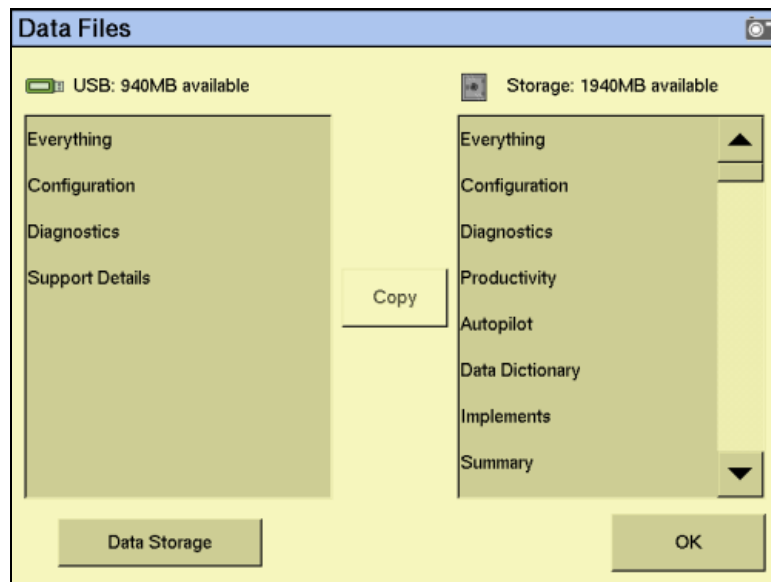 Data Files
USB: 940MB available
Storage: 1940MB available
Everything
Configuration
Diagnostics
Support Details
Copy
Everything
Configuration
Diagnostics
Productivity
Autopilot
Data Dictionary
Implements
Summary
Data Storage
OK